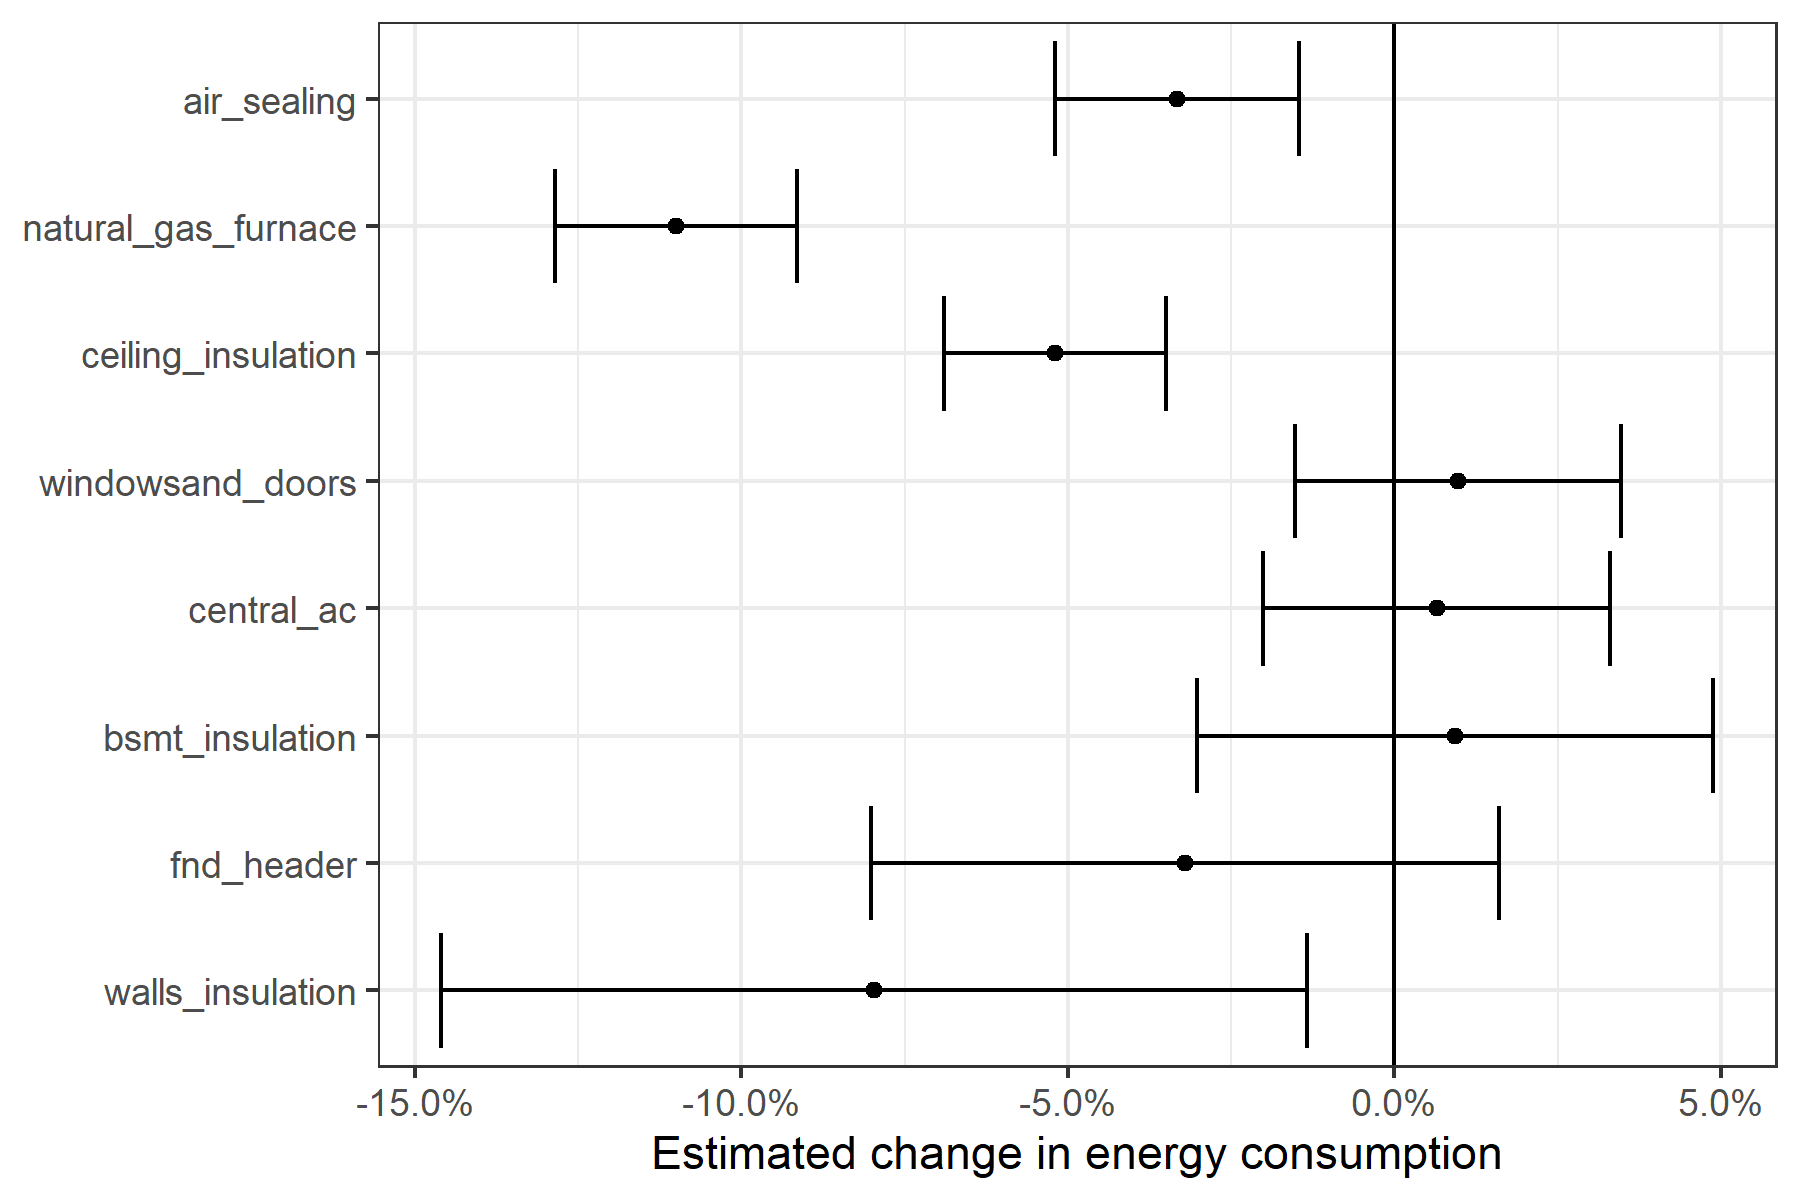 air_sealing
natural_gas_furnace
ceiling_insulation
windowsand_doors
central_ac
bsmt_insulation
fnd_header
walls_insulation
-15.0% -10.0% -5.0% 0.0% 5.0%
Estimated change in energy consumption